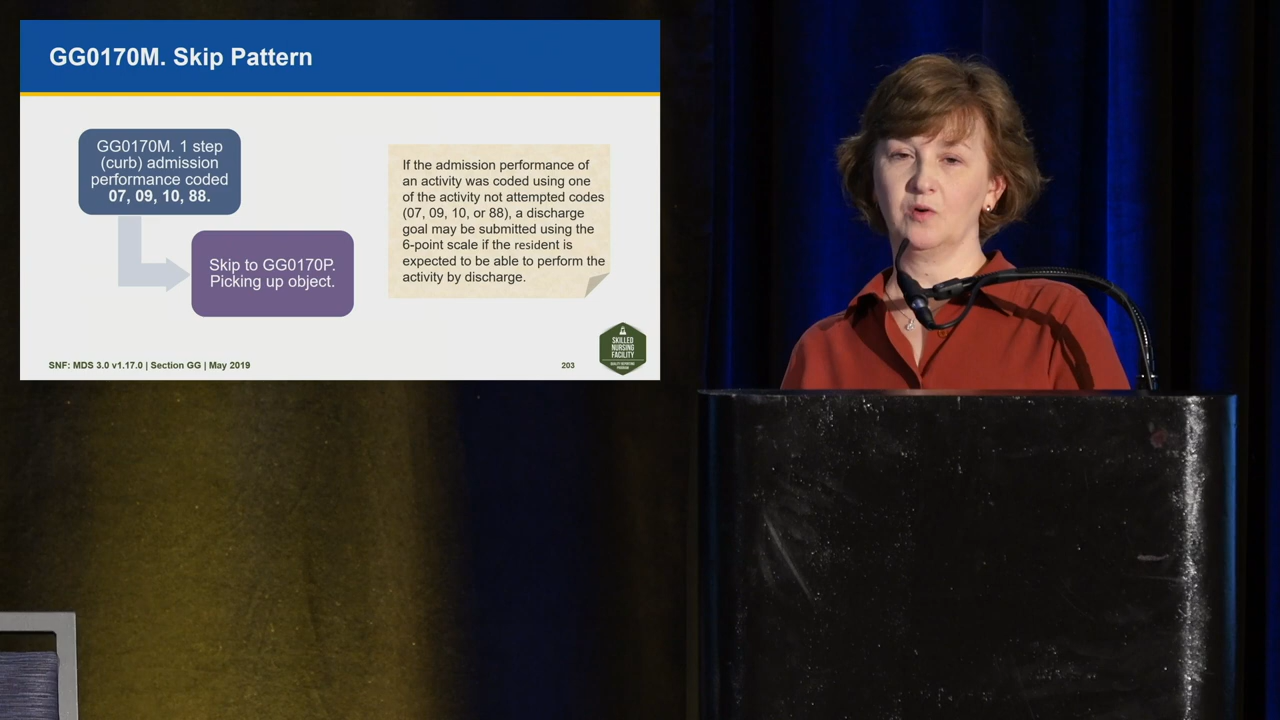 GG0170M. Skip Pattern
GG0170M. 1 step
(curb) admission
performance coded
07, 09, 10, 88.
Skip to GG0170P.
Picking up object.
If the admission performance of
an activity was coded using one
of the activity not attempted codes
(07, 09, 10, or 88), a discharge
goal may be submitted using the
6-point scale if the resident is
expected to be able to perform the
activity by discharge.
SKILLED
NURSING
FACILITY
SNF: MDS 3.0 v1.17.0 | Section GG | May 2019
203